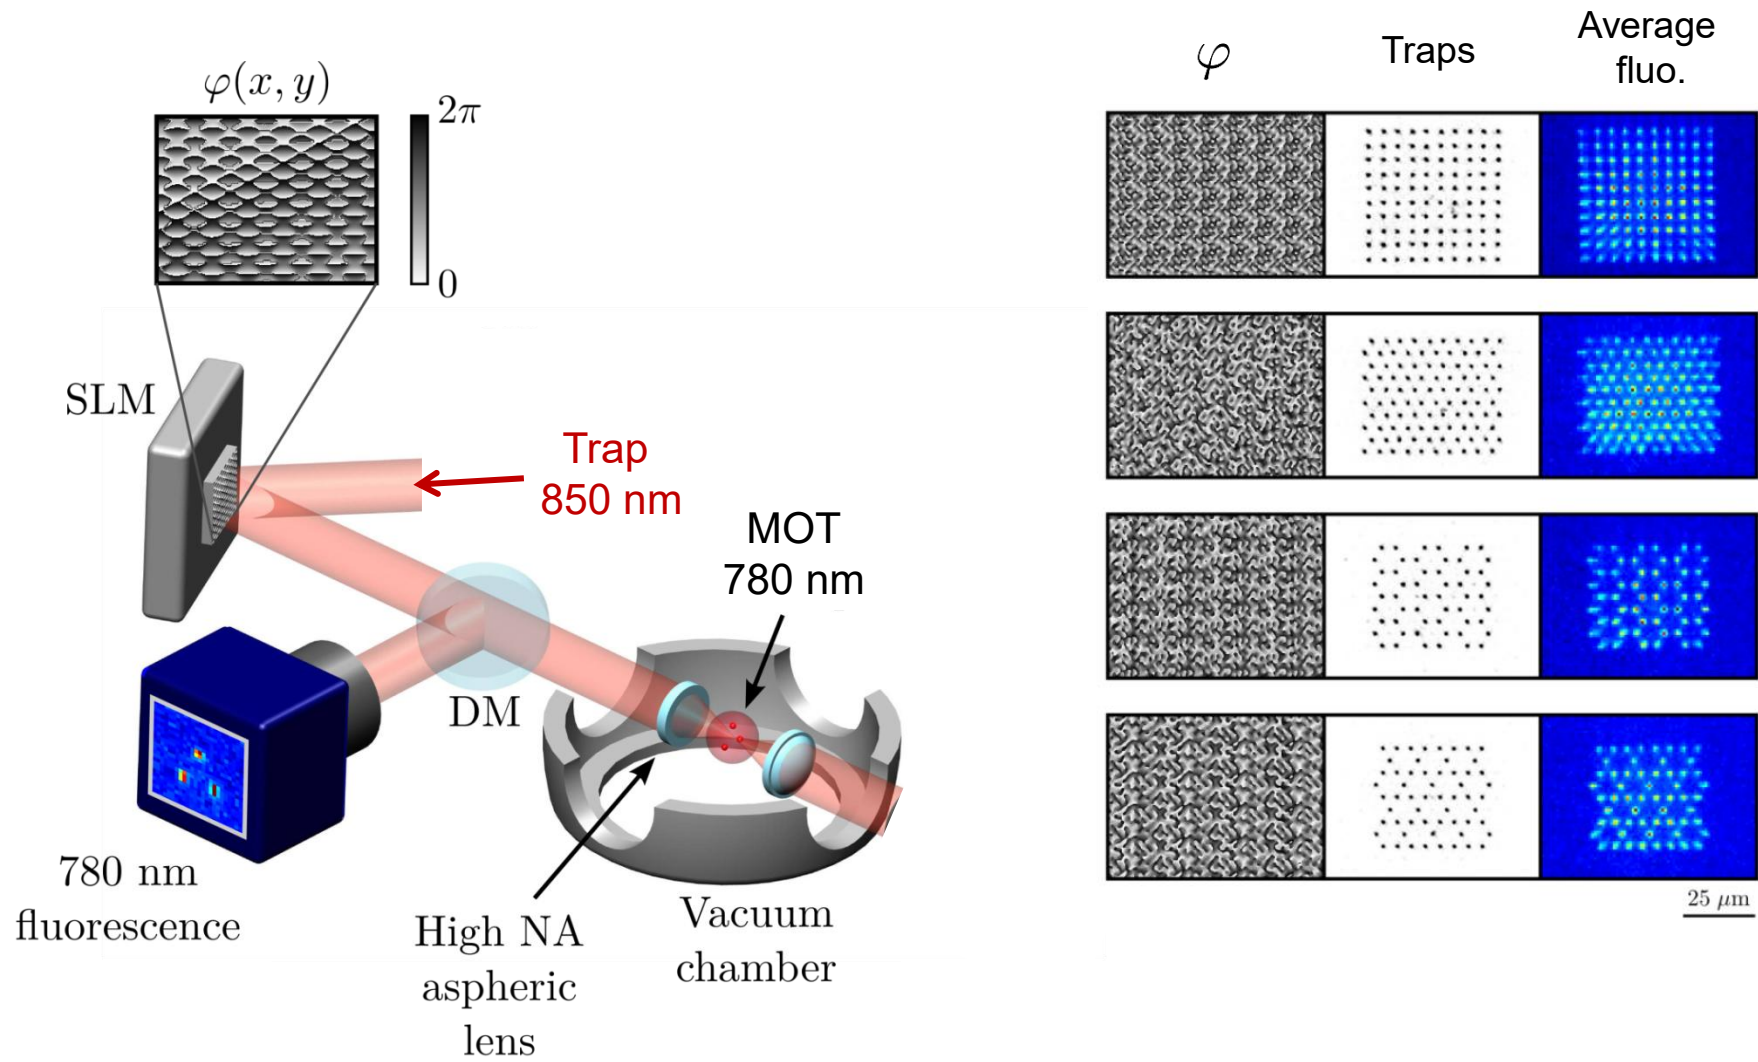 φ(x, y)
2π
0
SLM
Trap
850 nm
MOT
780 nm
DM
780 nm
fluorescence
High NA
aspheric
lens
Vacuum
chamber
φ
Traps
Average
fluo.
25 μm